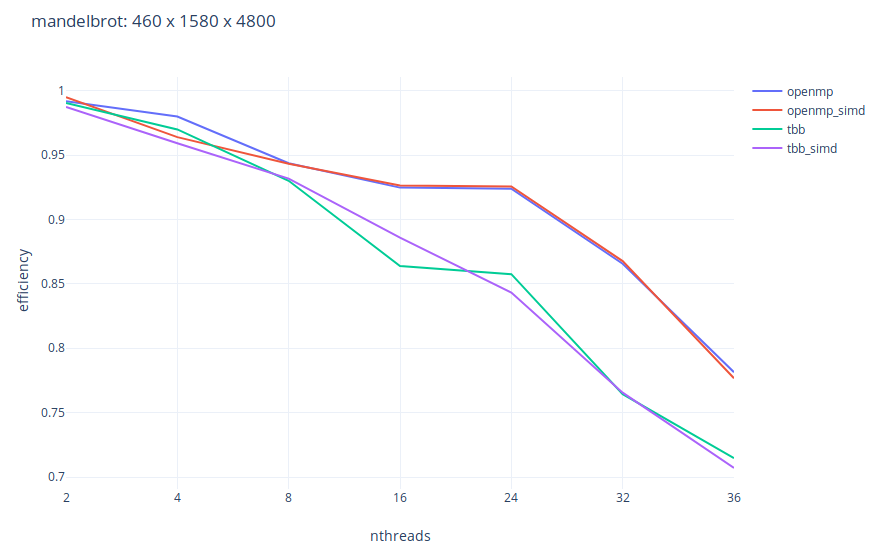 mandelbrot: 460 x 1580 x 4800
openmp
openmp_simd
tbb
tbb_simd
efficiency
1
0.95
0.9
0.85
0.8
0.75
0.7
2 4 8 16 24 32 36
nthreads